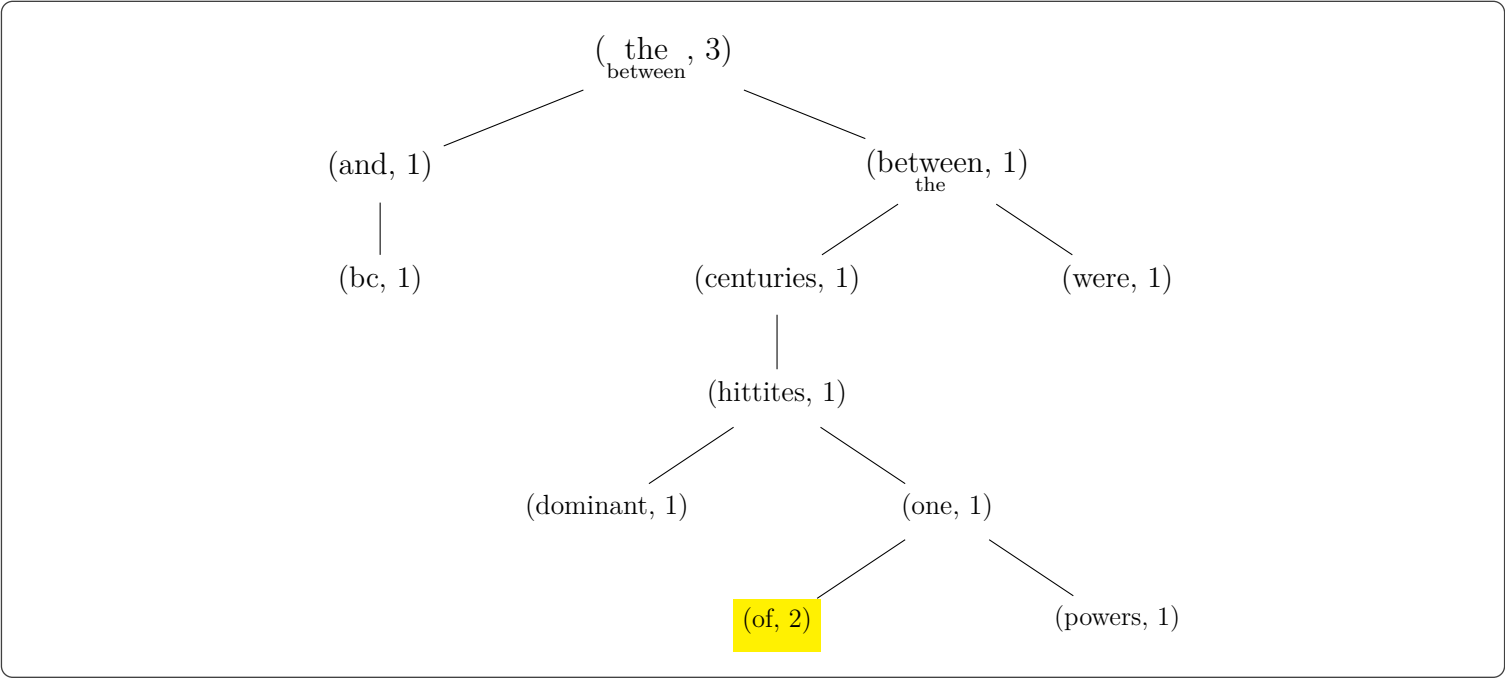 (the, 3)
between
(and, 1)
(between, 1)
the
(bc, 1)
(centuries, 1)
(were, 1)
(hittites, 1)
(dominant, 1)
(one, 1)
(of, 2)
(powers, 1)